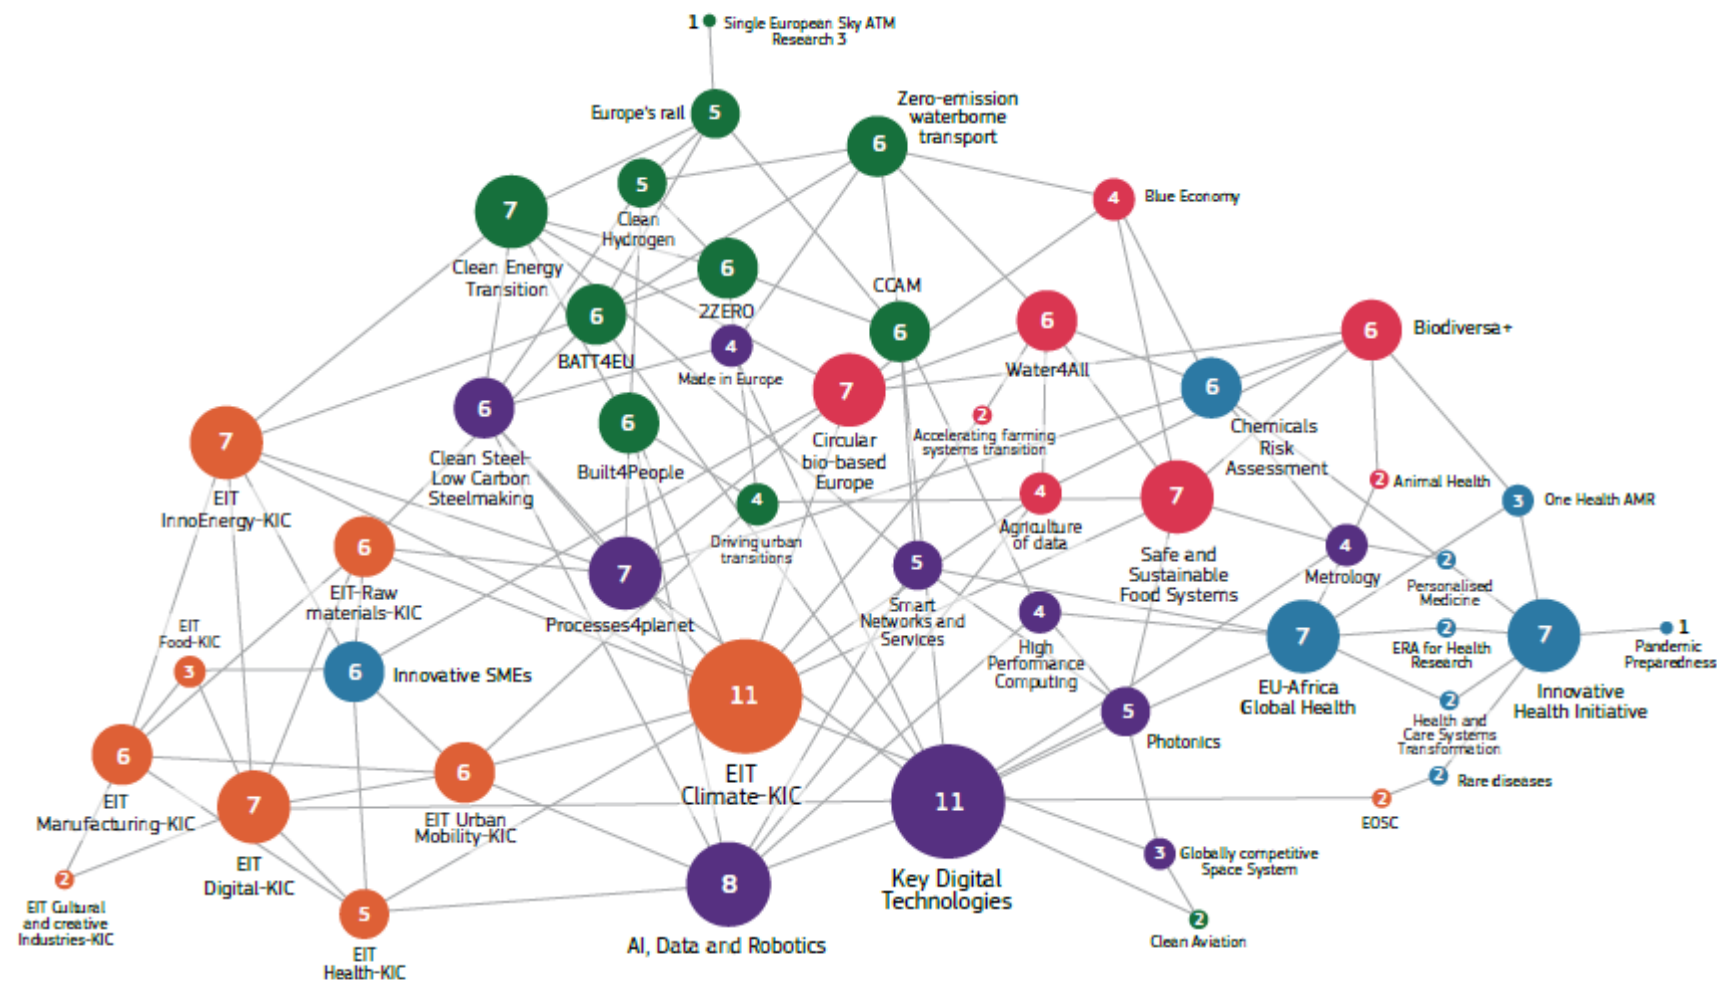 1 Single European Sky ATM
Research 3
Europe's rail 5
Zero-emission
waterborne
transport
6
5
Clean
Hydrogen
7
Clean Energy
Transition
4 Blue Economy
6
2ZERO
CCAM
6
6
BATT4EU
4
Made in Europe
6
Water4All
6 Biodiversa+
7
Circular
bio-based
Europe
6
Chemicals
Risk
Assessment
6
Clean Steel-
Low Carbon
Steelmaking
6
Built4People
2
Accelerating farming
systems transition
7
EIT
InnoEnergy-KIC
4
Driving urban
transitions
4
Agriculture
of data
7
Safe and
Sustainable
Food Systems
2 Animal Health
3 One Health AMR
6
EIT-Raw
materials-KIC
7
Processes4planet
5
Smart
Networks and
Services
4
Metrology
2
Personalised
Medicine
4
High
Performance
Computing
7
EU-Africa
Global Health
2
ERA for Health
Research
7
Innovative
Health Initiative
1
Pandemic
Preparedness
EIT
Food-KIC
3
6 Innovative SMEs
11
EIT
Climate-KIC
5
Photonics
2
Health and
Care Systems
Transformation
6
EIT
Manufacturing-KIC
7
EIT
Digital-KIC
6
EIT Urban
Mobility-KIC
11
Key Digital
Technologies
2 Rare diseases
2
EOSC
3 Globally competitive
Space System
2
EIT Cultural
and creative
Industries-KIC
5
EIT
Health-KIC
8
AI, Data and Robotics
2
Clean Aviation